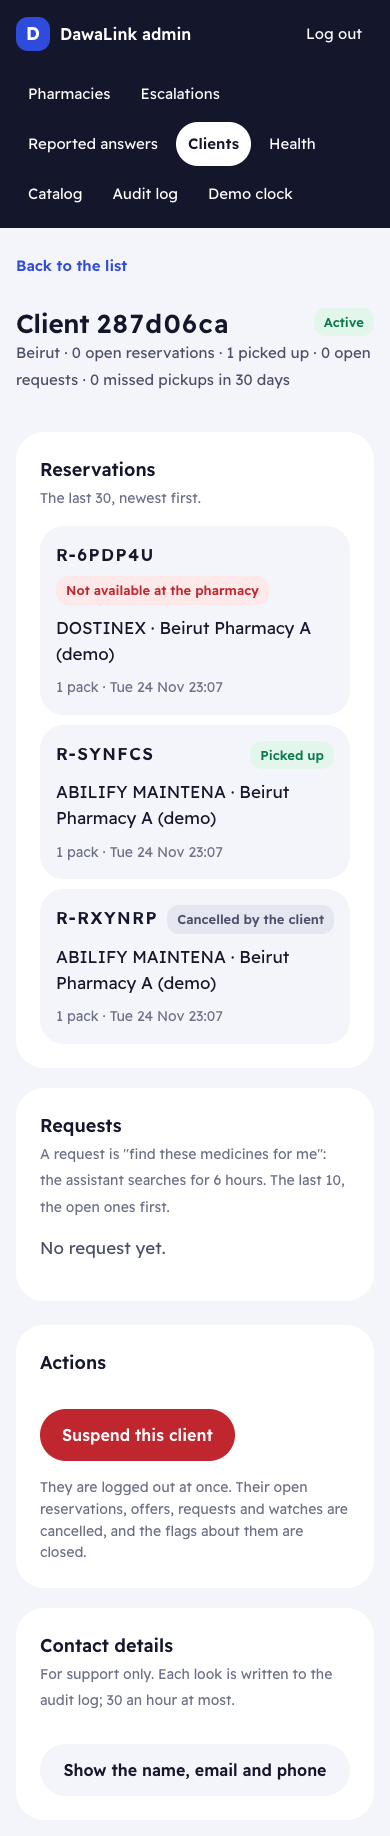 D DawaLink admin Log out
Pharmacies Escalations
Reported answers Clients Health
Catalog Audit log Demo clock
Back to the list
Client 287d06ca Active
Beirut · 0 open reservations · 1 picked up · 0 open
requests · 0 missed pickups in 30 days
Reservations
The last 30, newest first.
R-6PDP4U
Not available at the pharmacy
DOSTINEX · Beirut Pharmacy A
(demo)
1 pack · Tue 24 Nov 23:07
R-SYNFCS Picked up
ABILIFY MAINTENA · Beirut
Pharmacy A (demo)
1 pack · Tue 24 Nov 23:07
R-RXYNRP Cancelled by the client
ABILIFY MAINTENA · Beirut
Pharmacy A (demo)
1 pack · Tue 24 Nov 23:07
Requests
A request is "find these medicines for me":
the assistant searches for 6 hours. The last 10,
the open ones first.
No request yet.
Actions
Suspend this client
They are logged out at once. Their open
reservations, offers, requests and watches are
cancelled, and the flags about them are
closed.
Contact details
For support only. Each look is written to the
audit log; 30 an hour at most.
Show the name, email and phone